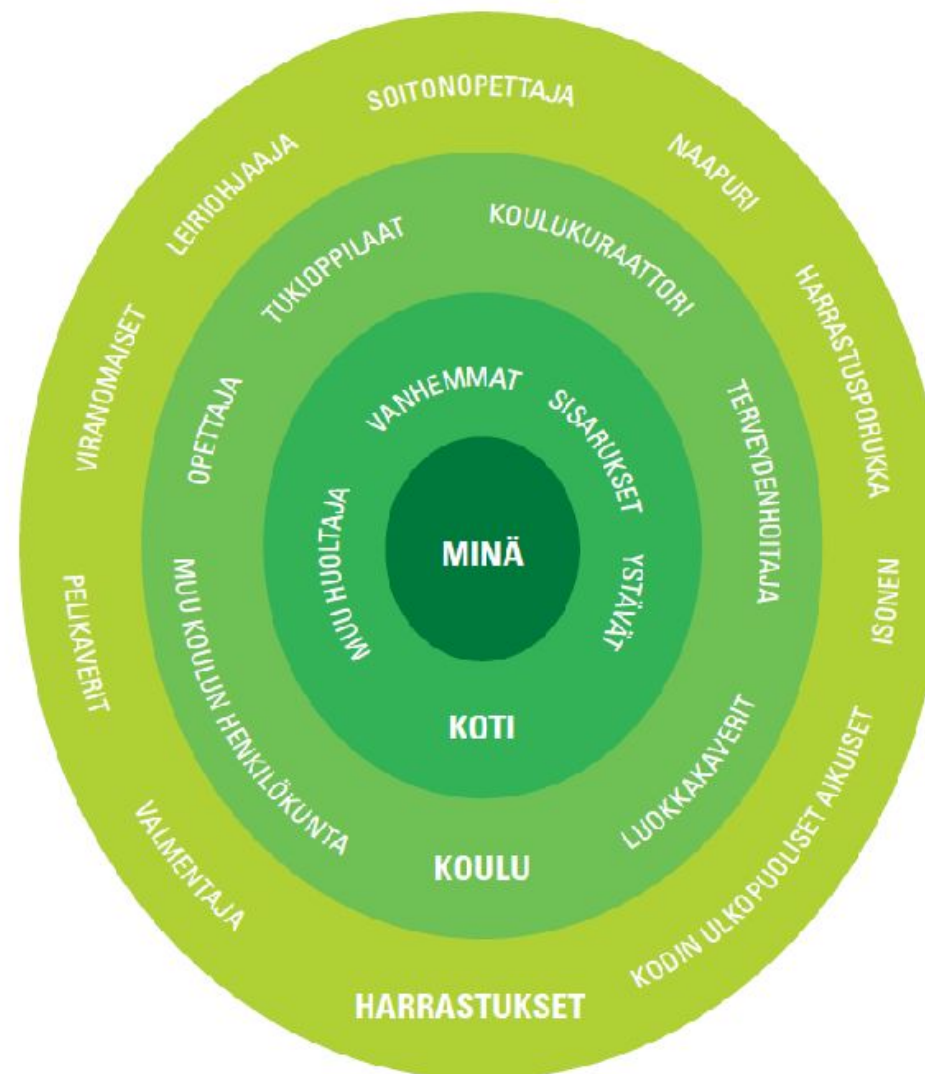 SOITONOPETTAJA
NAAPURI
HARRASTUSPORUKKA
ISONEN
KODIN ULKOPUOLISET AIKUISET
HARRASTUKSET
VALMENTAJA
PELIKAVERIT
VIRANOMAISET
LEIRIOHJAAJA
TUKIOPPILAAT
KOULUKURAATTORI
TERVEYDENHOITAJA
LUOKKAKAVERIT
KOULU
MUU KOULUN HENKILÖKUNTA
OPETTAJA
VANHEMMAT
SISARUKSET
YSTÄVÄT
KOTI
MUU HUOLTAJA
MINÄ